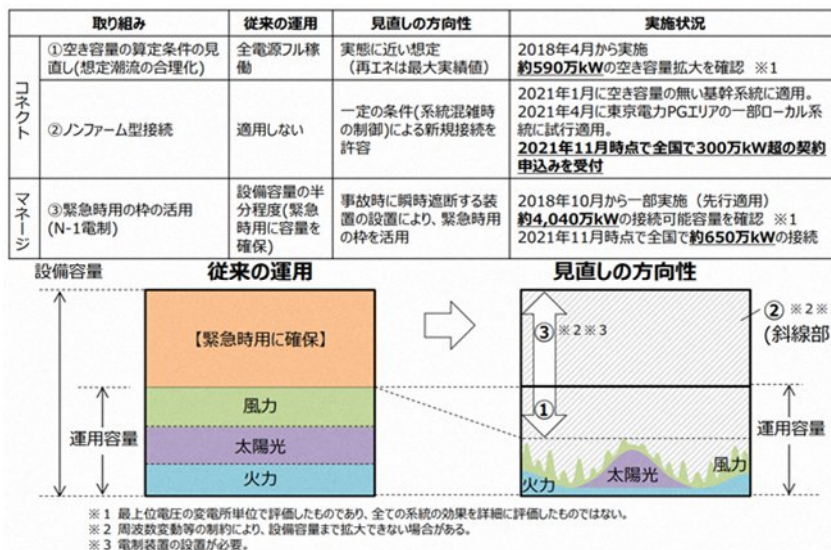 取り組み 従来の運用 見直しの方向性 実施状況
コネクト
①空き容量の算定条件の見
直し(想定潮流の合理化)
全電源フル稼
働
実態に近い想定
(再エネは最大実績値)
2018年4月から実施
約590万kWの空き容量拡大を確認 ※1
②ノンファーム型接続
適用しない
一定の条件(系統混雑時
の制御)による新規接続を
許容
2021年1月に空き容量の無い基幹系統に適用。
2021年4月に東京電力PGエリアの一部ローカル系
統に試行適用。
2021年11月時点で全国で300万kW超の契約
申込みを受付
マネージ
③緊急時用の枠の活用
(N-1電制)
設備容量の半
分程度(緊急
時用に容量を
確保)
事故時に瞬時遮断する装
置の設置により、緊急時用
の枠を活用
2018年10月から一部実施(先行適用)
約4,040万kWの接続可能容量を確認 ※1
2021年11月時点で全国で約650万kWの接続
設備容量 従来の運用 見直しの方向性
【緊急時用に確保】
風力
太陽光
火力
運用容量
③ ※2※3
② ※2※
(斜線部
①
運用容量
風力
太陽光
火力
※1 最上位電圧の変電所単位で評価したものであり、全ての系統の効果を詳細に評価したものではない。
※2 周波数変動等の制約により、設備容量まで拡大できない場合がある。
※3 電制装置の設置が必要。